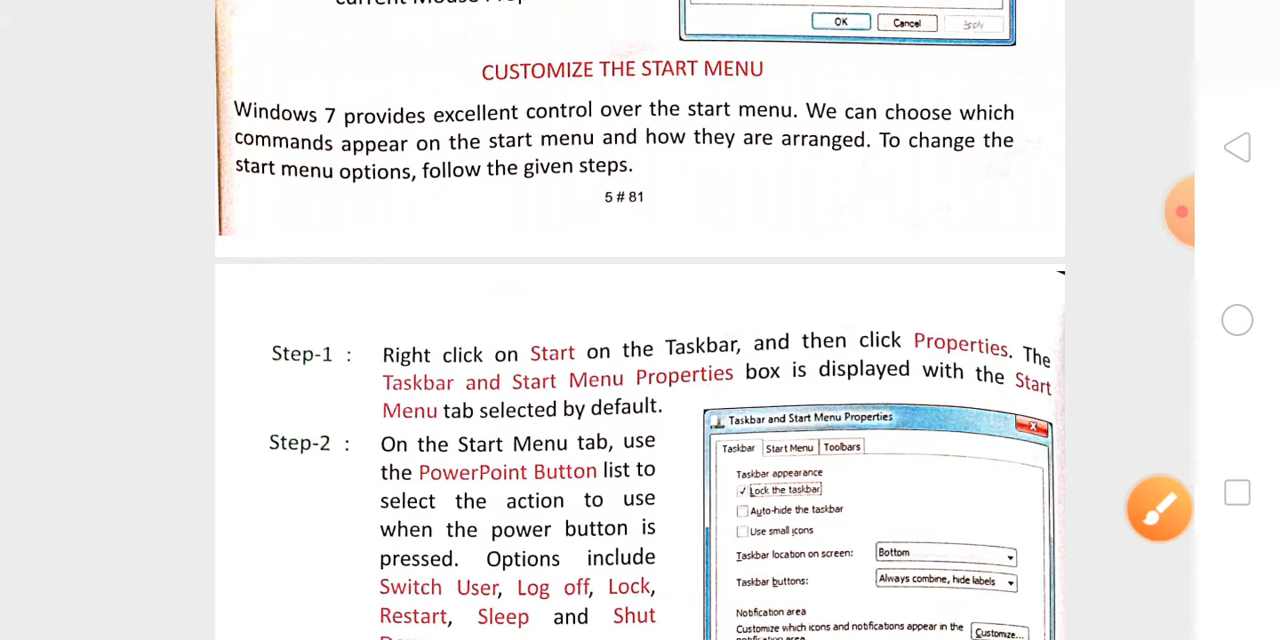 OK Cancel Apply
CUSTOMIZE THE START MENU
Windows 7 provides excellent control over the start menu. We can choose which
commands appear on the start menu and how they are arranged. To change the
start menu options, follow the given steps.
5 # 81
Step-1 : Right click on Start on the Taskbar, and then click Properties. The
Taskbar and Start Menu Properties box is displayed with the Start
Menu tab selected by default.
Step-2 : On the Start Menu tab, use
the PowerPoint Button list to
select the action to use
when the power button is
pressed. Options include
Switch User, Log off, Lock,
Restart, Sleep and Shut
Taskbar and Start Menu Properties
Taskbar Start Menu Toolbars
Taskbar appearance
Lock the taskbar
Auto-hide the taskbar
Use small icons
Taskbar location on screen: Bottom
Taskbar buttons: Always combine, hide labels
Notification area
Customize which icons and notifications appear in the
notification area. Customize...